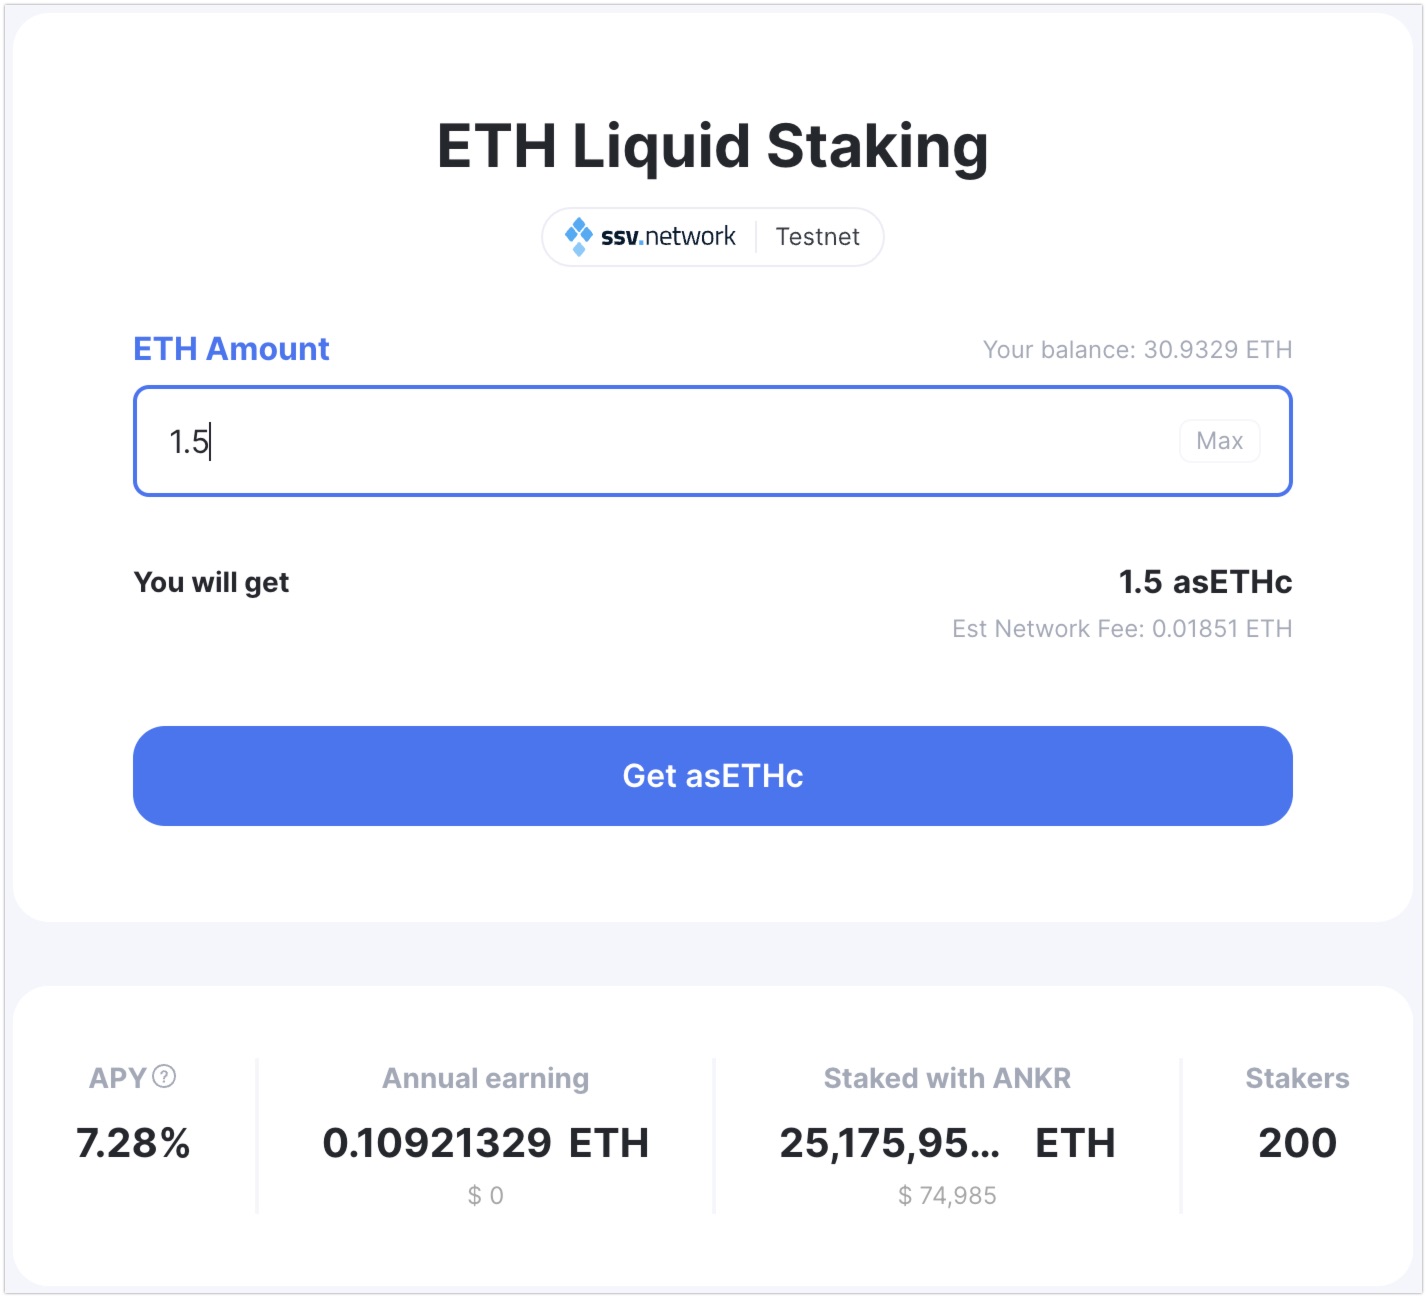 ETH Liquid Staking
ssv.network Testnet
ETH Amount Your balance: 30.9329 ETH
1.5 Max
You will get 1.5 asETHc
Est Network Fee: 0.01851 ETH
Get asETHc
APY ? Annual earning Staked with ANKR Stakers
7.28% 0.10921329 ETH 25,175,95... ETH 200
$ 0 $ 74,985